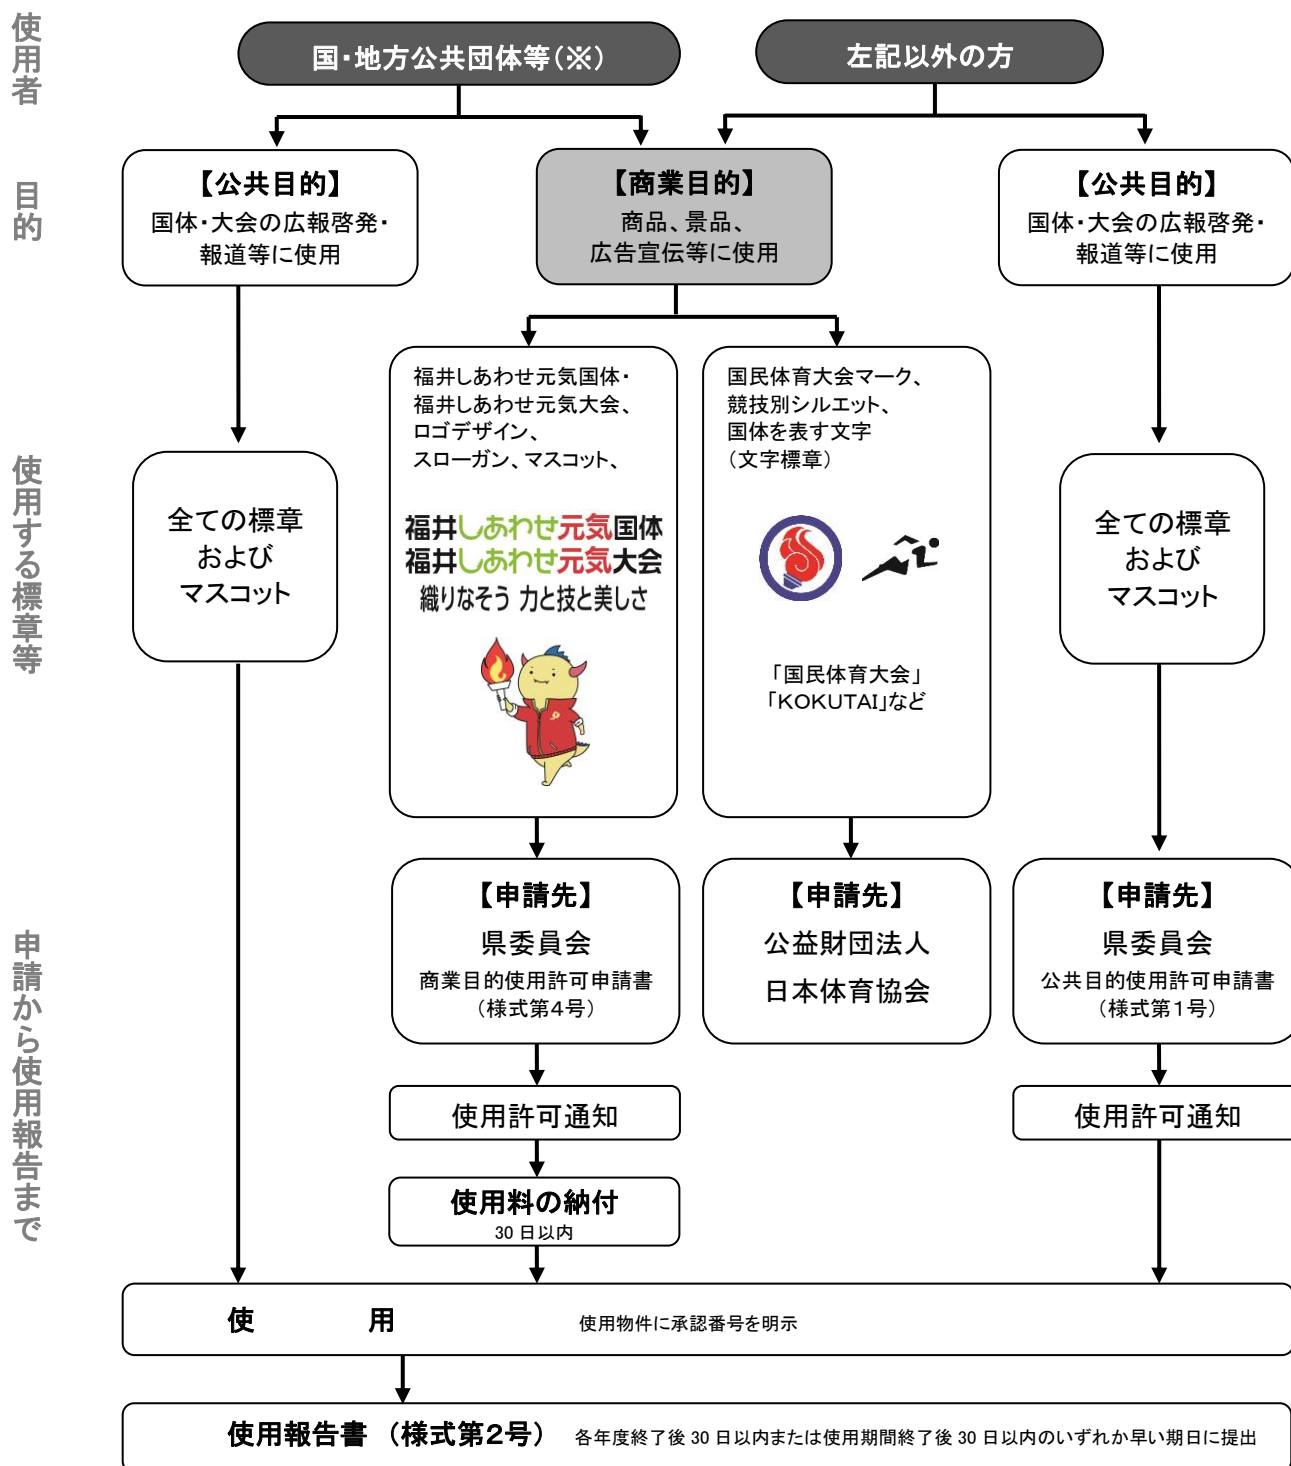 使用者
国・地方公共団体等(※)
左記以外の方
目的
【公共目的】
国体・大会の広報啓発・
報道等に使用
【商業目的】
商品、景品、
広告宣伝等に使用
【公共目的】
国体・大会の広報啓発・
報道等に使用
使用する標章等
全ての標章
および
マスコット
福井しあわせ元気国体・
福井しあわせ元気大会、
ロゴデザイン、
スローガン、マスコット、
福井しあわせ元気国体
福井しあわせ元気大会
織りなそう 力と技と美しさ
国民体育大会マーク、
競技別シルエット、
国体を表す文字
(文字標章)
「国民体育大会」
「KOKUTAI」など
全ての標章
および
マスコット
申請から使用報告まで
【申請先】
県委員会
商業目的使用許可申請書
(様式第4号)
【申請先】
公益財団法人
日本体育協会
【申請先】
県委員会
公共目的使用許可申請書
(様式第1号)
使用許可通知
使用許可通知
使用料の納付
30 日以内
使 用 使用物件に承認番号を明示
使用報告書 (様式第2号) 各年度終了後 30 日以内または使用期間終了後 30 日以内のいずれか早い期日に提出